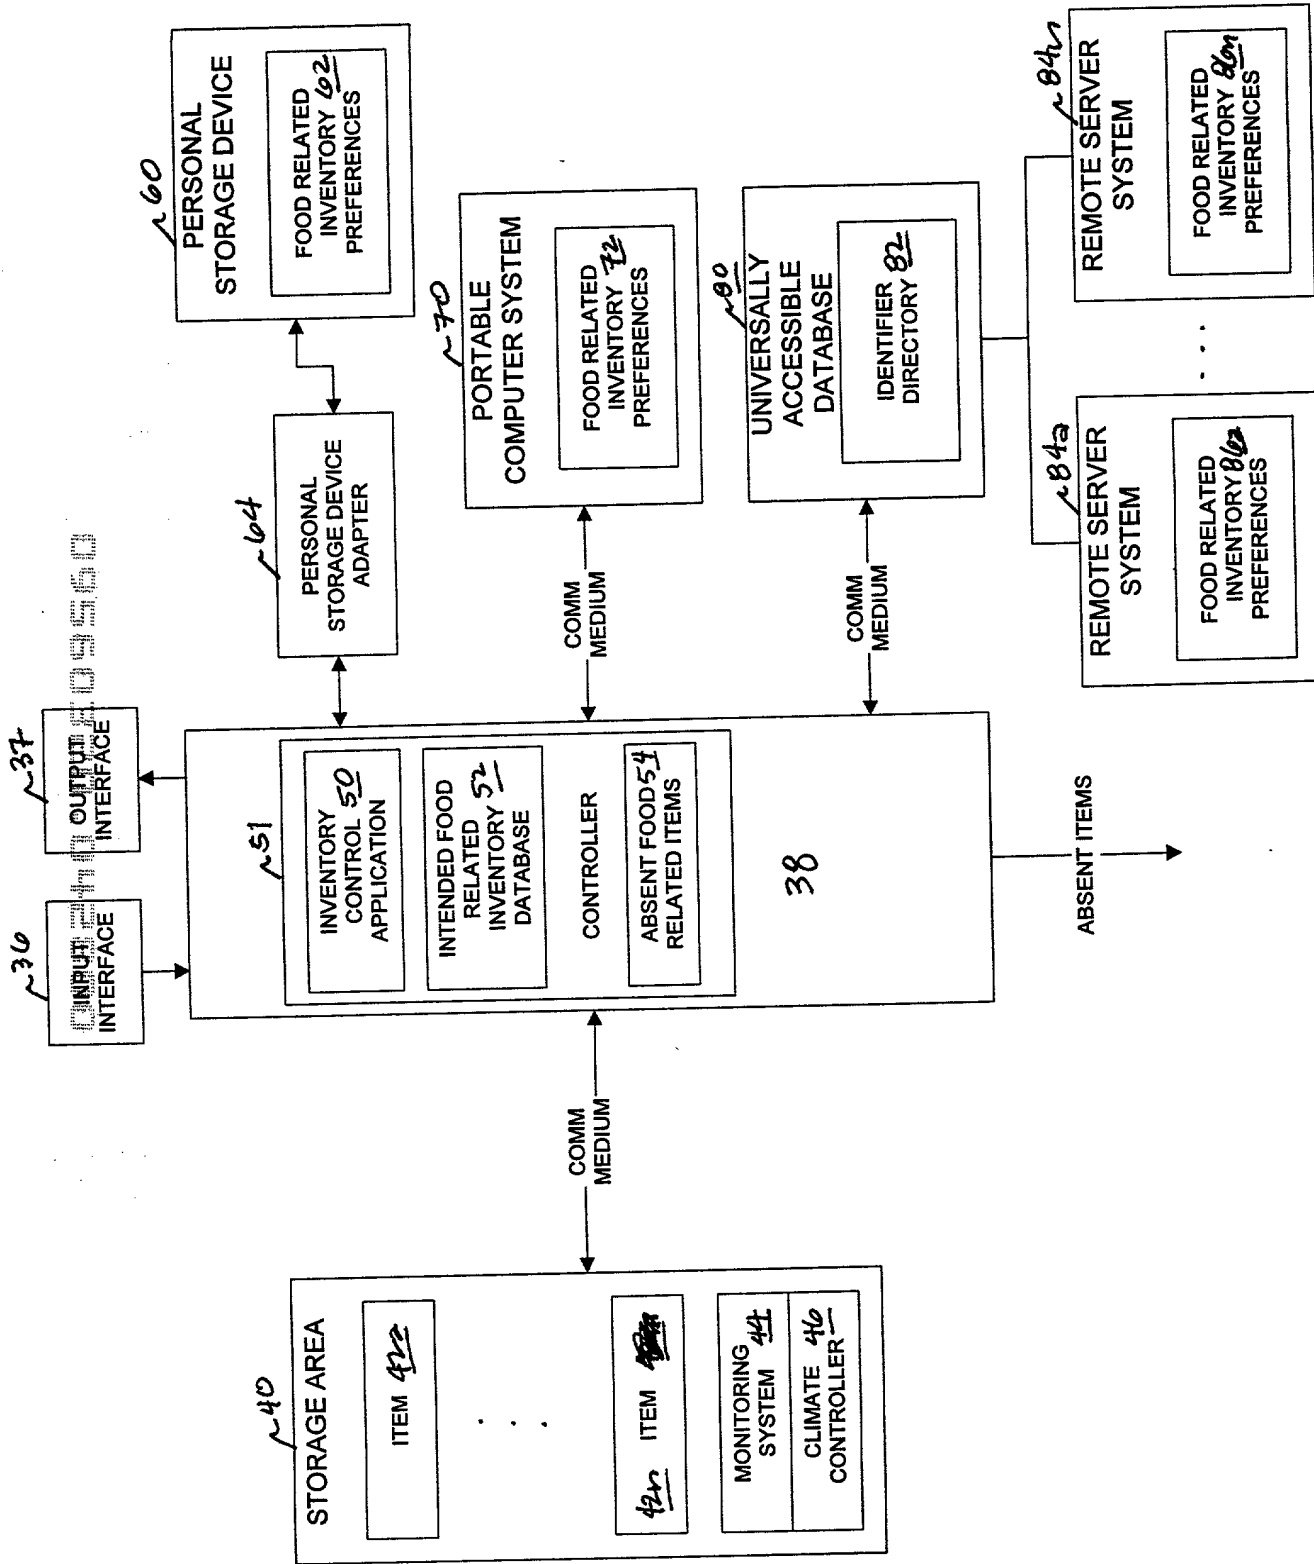 ~36
INPUT
INTERFACE
~37
OUTPUT
INTERFACE
~60
PERSONAL
STORAGE DEVICE
FOOD RELATED
INVENTORY 62
PREFERENCES
~64
PERSONAL
STORAGE DEVICE
ADAPTER
~51
INVENTORY
CONTROL 50
APPLICATION
INTENDED FOOD
RELATED
INVENTORY 52
DATABASE
CONTROLLER
ABSENT FOOD 54
RELATED ITEMS
38
~70
PORTABLE
COMPUTER SYSTEM
FOOD RELATED
INVENTORY 72
PREFERENCES
COMM
MEDIUM
~80
UNIVERSALLY
ACCESSIBLE
DATABASE
IDENTIFIER
DIRECTORY 82
COMM
MEDIUM
~40
STORAGE AREA
ITEM 42a
. . .
42n ITEM
MONITORING
SYSTEM 44
CLIMATE 46
CONTROLLER
COMM
MEDIUM
ABSENT ITEMS
~84a
REMOTE SERVER
SYSTEM
FOOD RELATED
INVENTORY 86a
PREFERENCES
. . . .
~84n
REMOTE SERVER
SYSTEM
FOOD RELATED
INVENTORY 86n
PREFERENCES